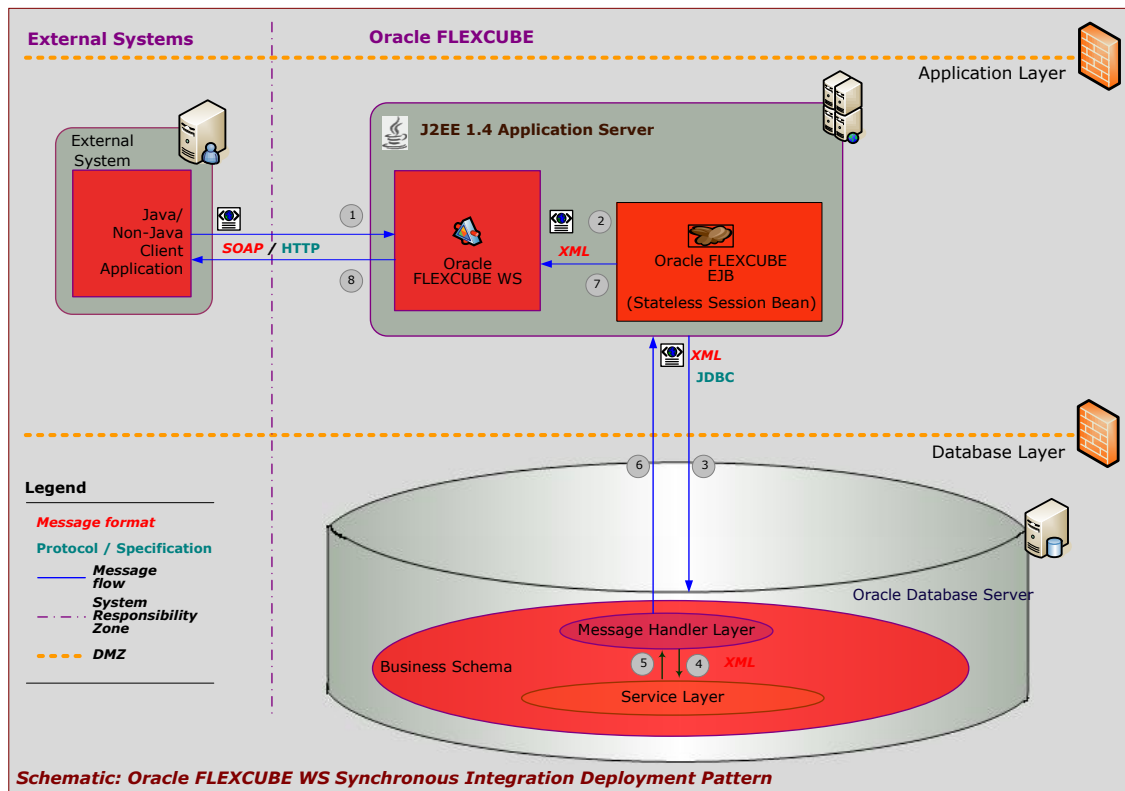 External Systems
Oracle FLEXCUBE
Application Layer
J2EE 1.4 Application Server
External
System
Java/
Non-Java
Client
Application
1
SOAP / HTTP
8
Oracle
FLEXCUBE WS
2
XML
7
Oracle FLEXCUBE
EJB
(Stateless Session Bean)
XML
JDBC
Database Layer
6
3
Legend
Message format
Protocol / Specification
Message
flow
System
Responsibility
Zone
DMZ
Oracle Database Server
Message Handler Layer
Business Schema
5
4
XML
Service Layer
Schematic: Oracle FLEXCUBE WS Synchronous Integration Deployment Pattern